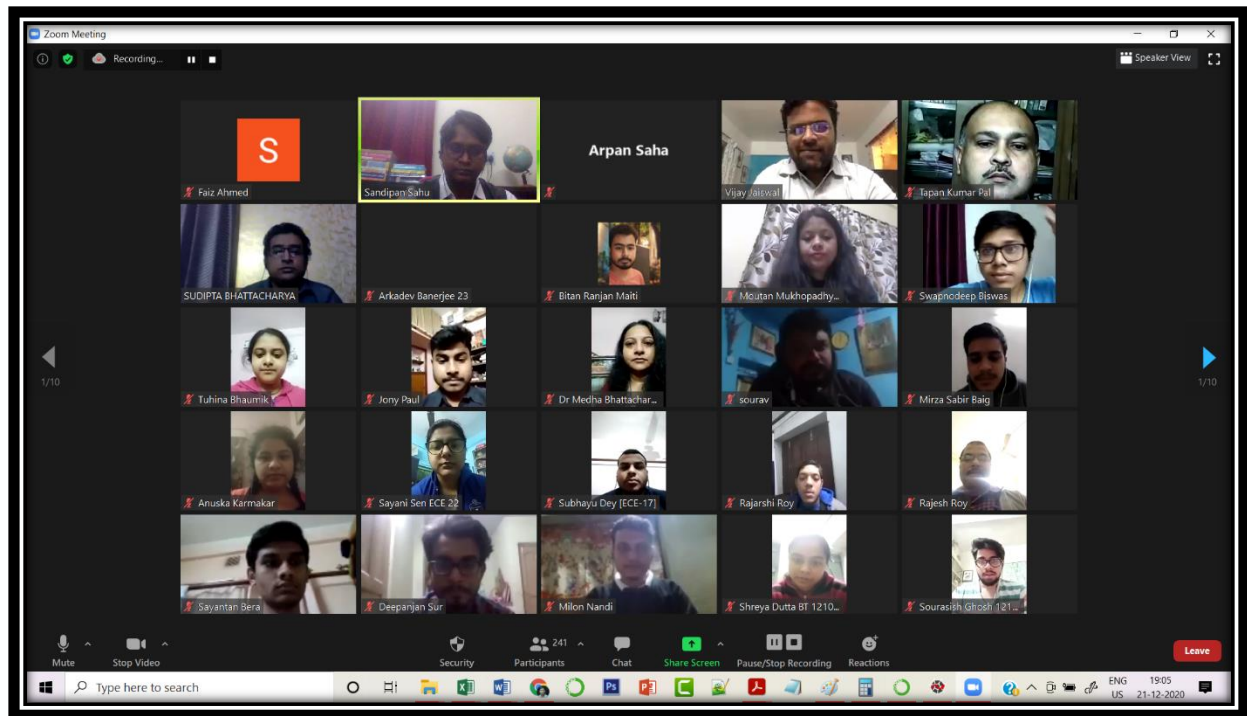 Zoom Meeting
Recording...
Speaker View
S
Faiz Ahmed
Sandipan Sahu
Arpan Saha
Vijay Jaiswal
Tapan Kumar Pal
SUDIPTA BHATTACHARYA
Arkadev Banerjee 23
Bitan Ranjan Maiti
Moutan Mukhopadhy...
Swapnodeep Biswas
Tuhina Bhaumik
Jony Paul
Dr Medha Bhattachar...
sourav
Mirza Sabir Baig
1/10
1/10
Anuska Karmakar
Sayani Sen ECE 22
Subhayu Dey [ECE-17]
Rajarshi Roy
Rajesh Roy
Sayantan Bera
Deepanjan Sur
Milon Nandi
Shreya Dutta BT 1210...
Sourasish Ghosh 121...
241
Mute
Stop Video
Security
Participants
Chat
Share Screen
Pause/Stop Recording
Reactions
Leave
Type here to search
ENG 19:05
US 21-12-2020